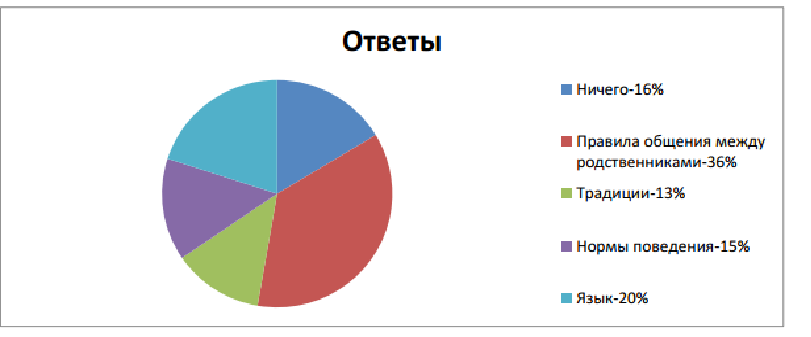 Ответы
Ничего-16%
Правила общения между
родственниками-36%
Традиции-13%
Нормы поведения-15%
Язык-20%